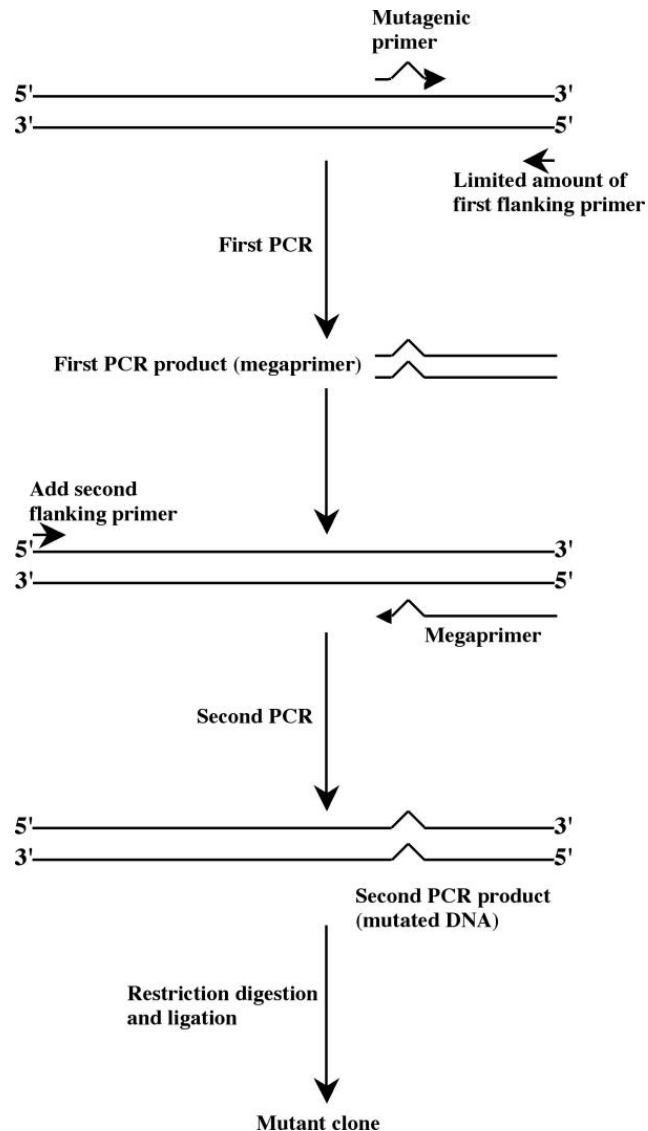 Mutagenic
primer
5' 3'
3' 5'
Limited amount of
first flanking primer
First PCR
First PCR product (megaprimer)
Add second
flanking primer
5' 3'
3' 5'
Megaprimer
Second PCR
5' 3'
3' 5'
Second PCR product
(mutated DNA)
Restriction digestion
and ligation
Mutant clone